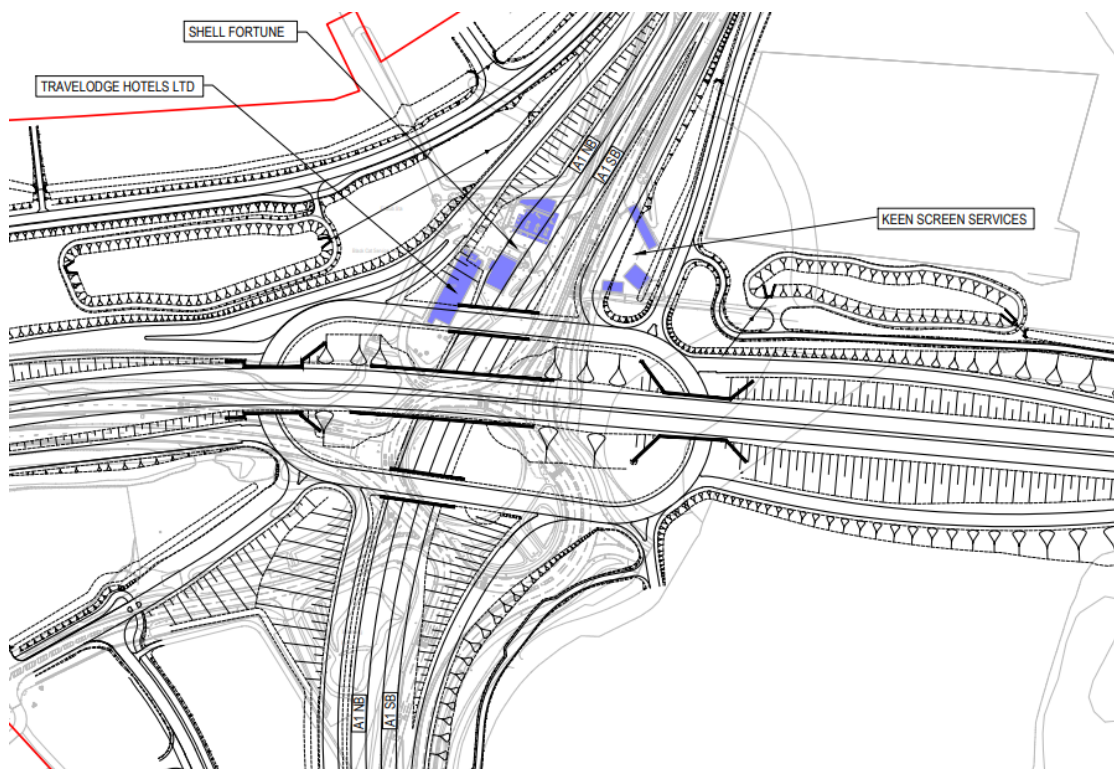 SHELL FORTUNE
TRAVELODGE HOTELS LTD
A1 NB
A1 SB
KEEN SCREEN SERVICES
A1 NB
A1 SB